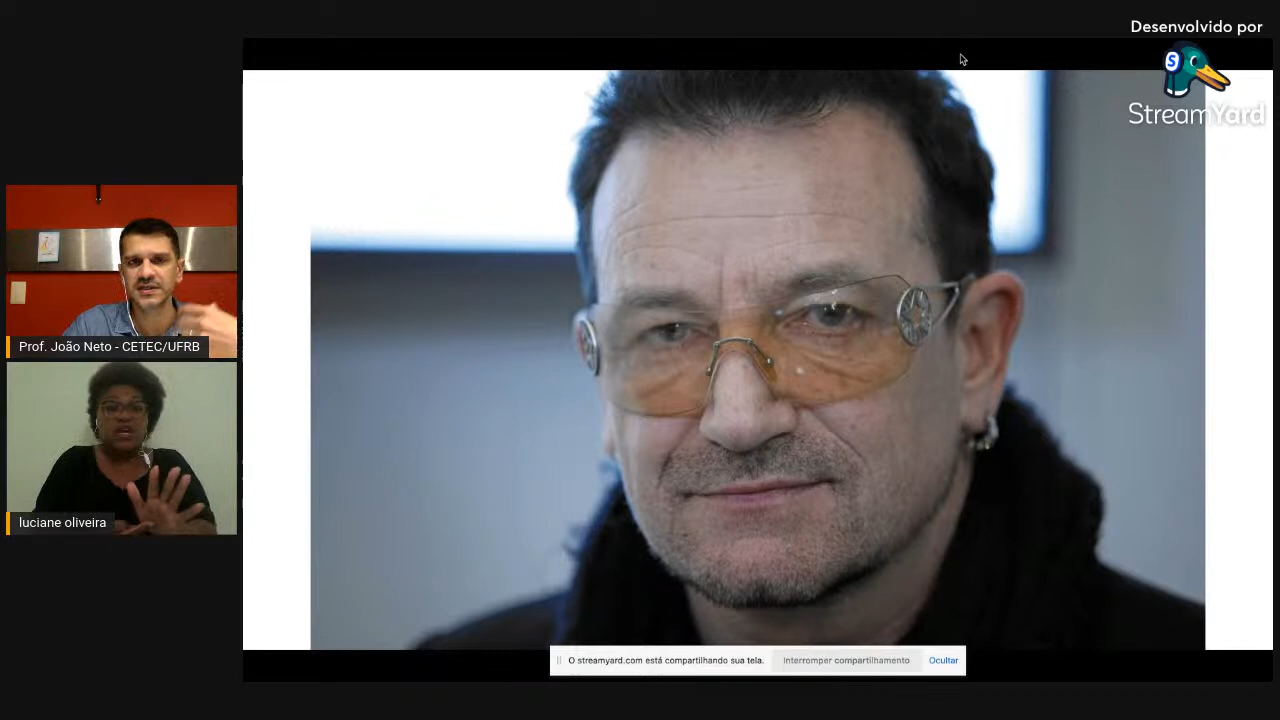 Desenvolvido por
S
StreamYard
Prof. João Neto - CETEC/UFRB
luciane oliveira
O streamyard.com está compartilhando sua tela. Interromper compartilhamento Ocultar